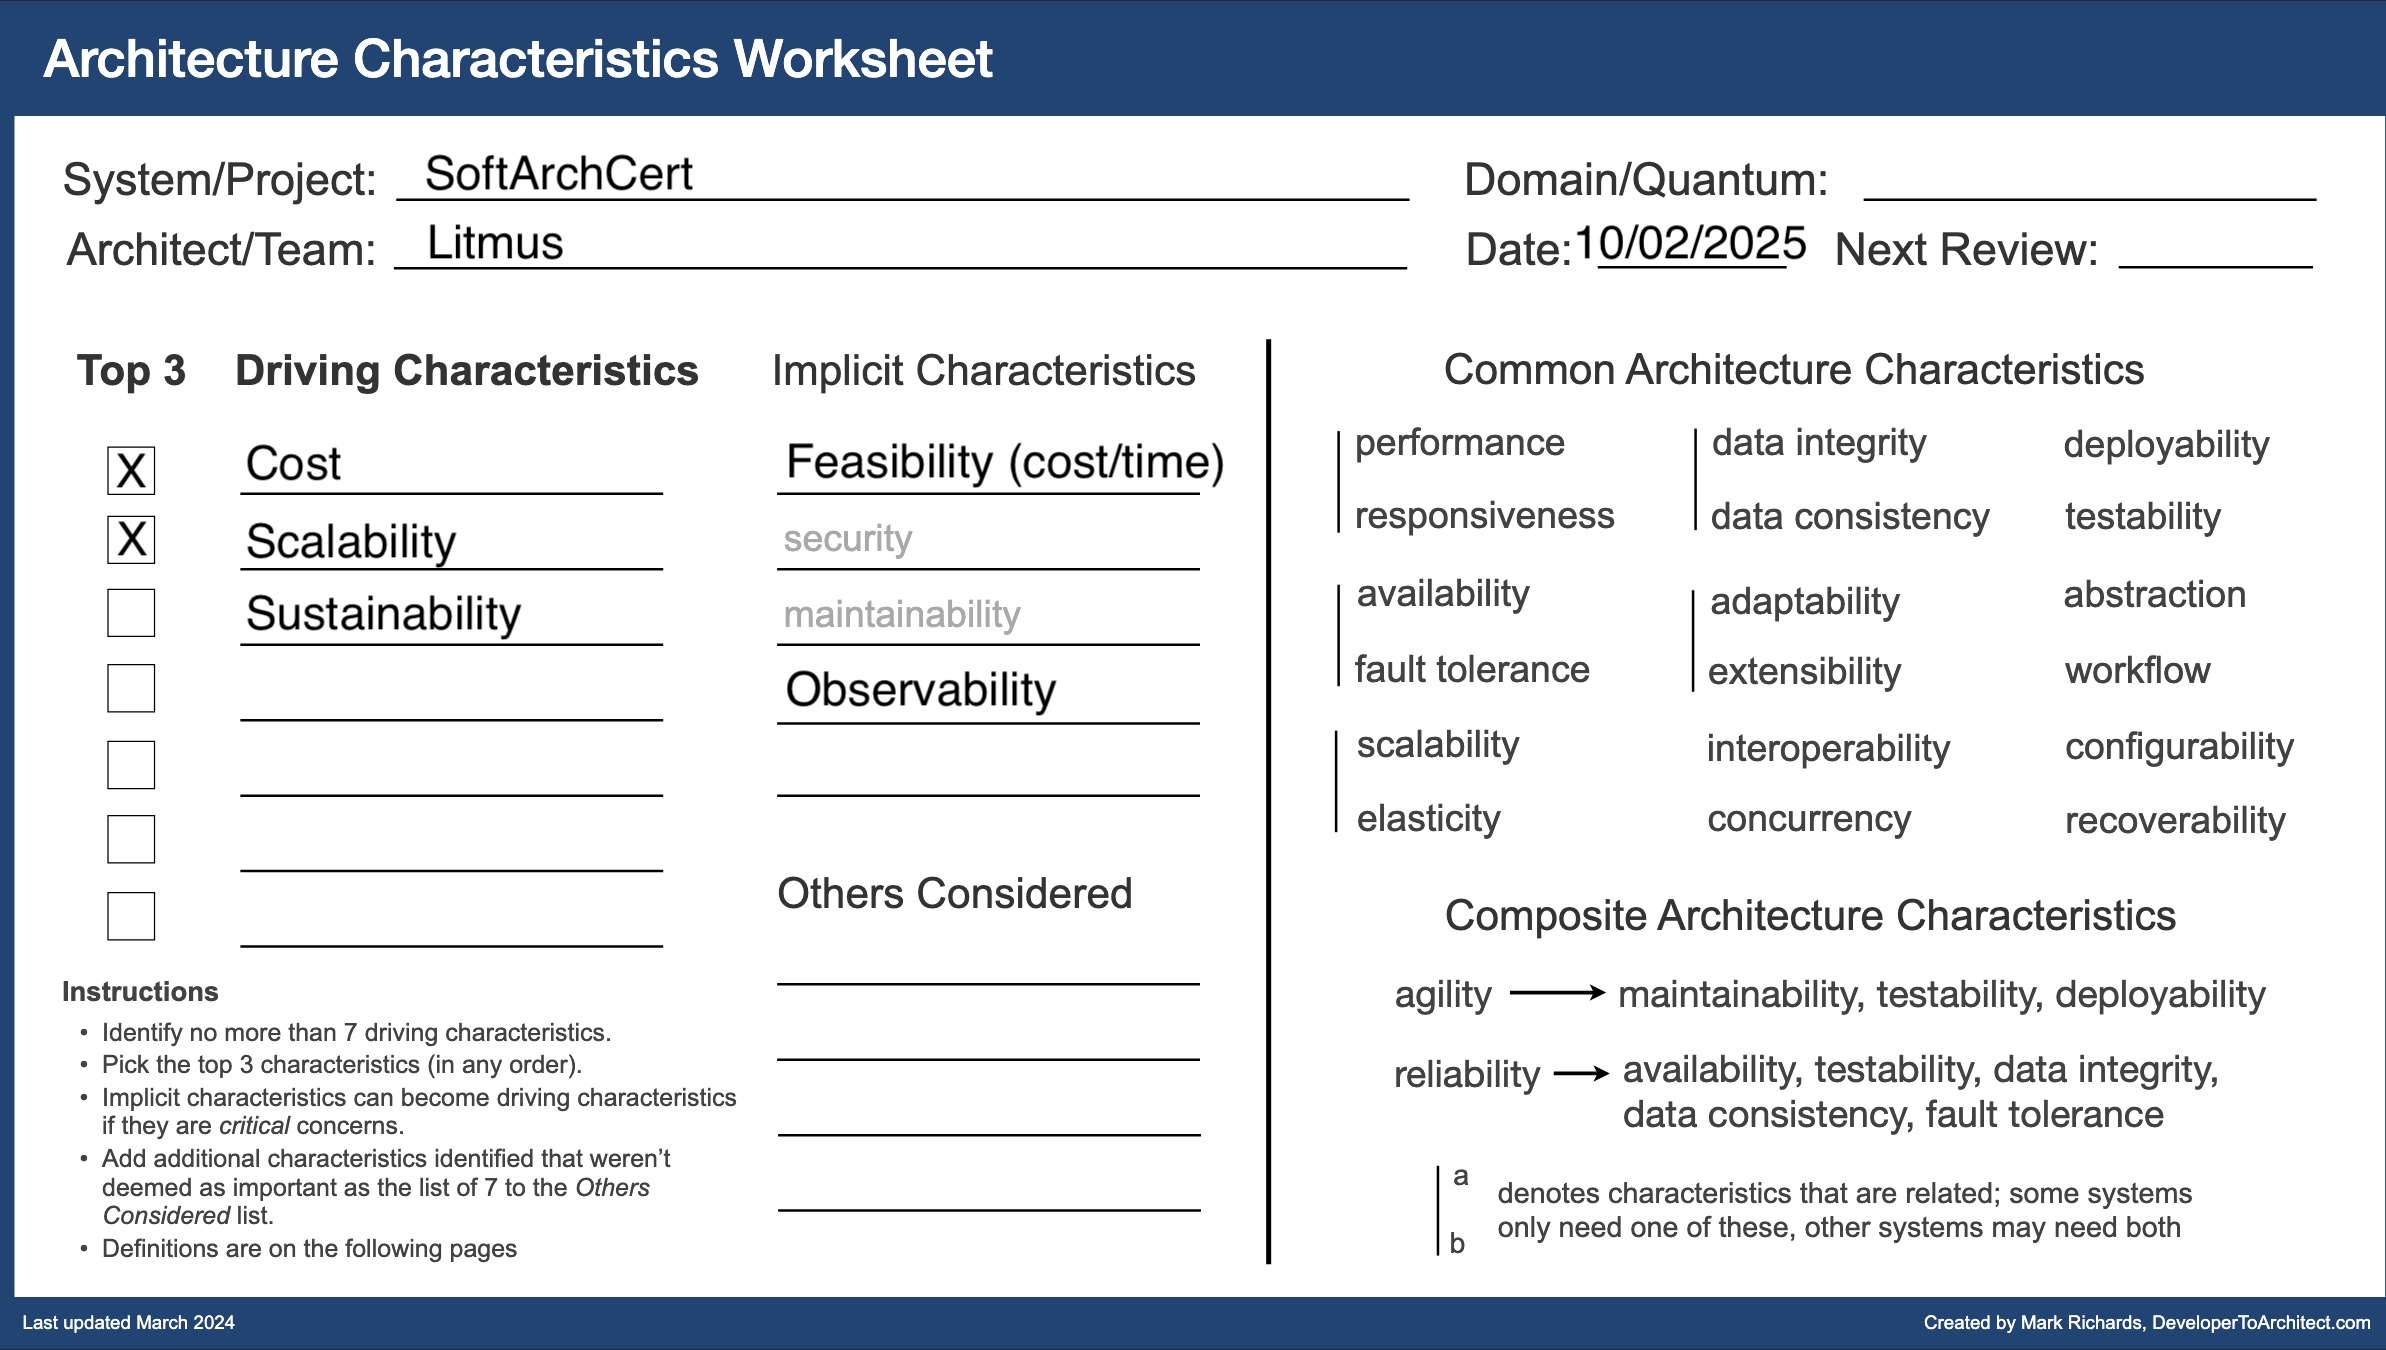 Architecture Characteristics Worksheet
System/Project: SoftArchCert
Domain/Quantum:
Architect/Team: Litmus
Date: 10/02/2025 Next Review:
Top 3 Driving Characteristics
X Cost
X Scalability
Sustainability
Implicit Characteristics
Feasibility (cost/time)
security
maintainability
Observability
Others Considered
Instructions
• Identify no more than 7 driving characteristics.
• Pick the top 3 characteristics (in any order).
• Implicit characteristics can become driving characteristics
if they are critical concerns.
• Add additional characteristics identified that weren’t
deemed as important as the list of 7 to the Others
Considered list.
• Definitions are on the following pages
Common Architecture Characteristics
performance
responsiveness
availability
fault tolerance
scalability
elasticity
data integrity
data consistency
adaptability
extensibility
interoperability
concurrency
deployability
testability
abstraction
workflow
configurability
recoverability
Composite Architecture Characteristics
agility → maintainability, testability, deployability
reliability → availability, testability, data integrity,
data consistency, fault tolerance
a
b
denotes characteristics that are related; some systems
only need one of these, other systems may need both
Last updated March 2024
Created by Mark Richards, DeveloperToArchitect.com